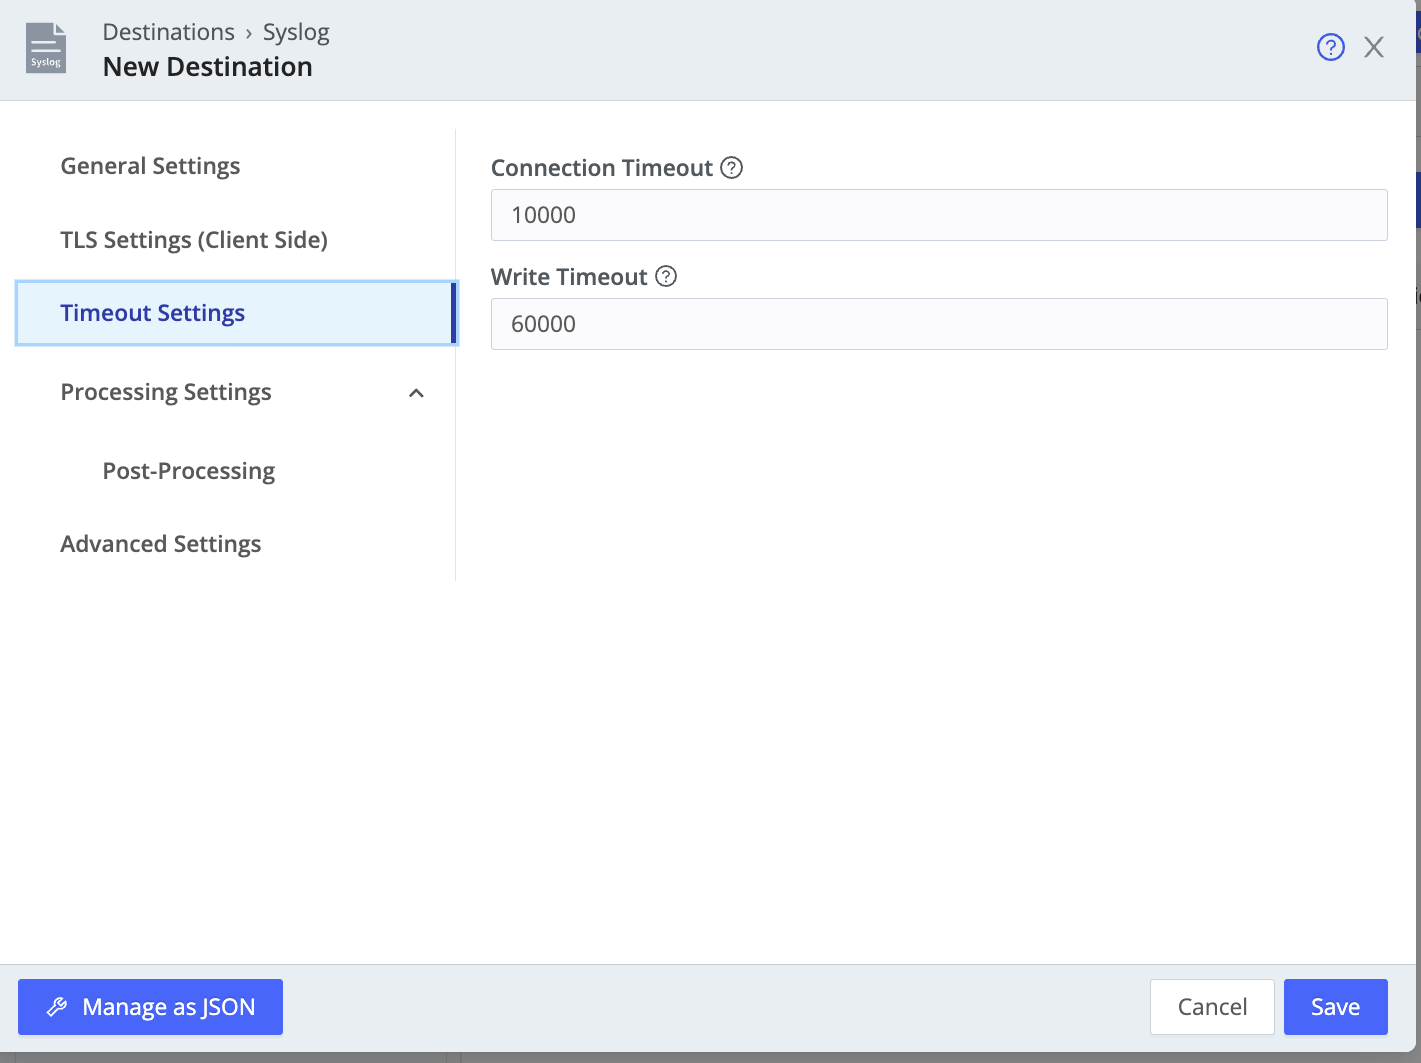 Syslog
Destinations › Syslog
New Destination
General Settings
TLS Settings (Client Side)
Timeout Settings
Processing Settings
Post-Processing
Advanced Settings
Connection Timeout
10000
Write Timeout
60000
Manage as JSON
Cancel
Save